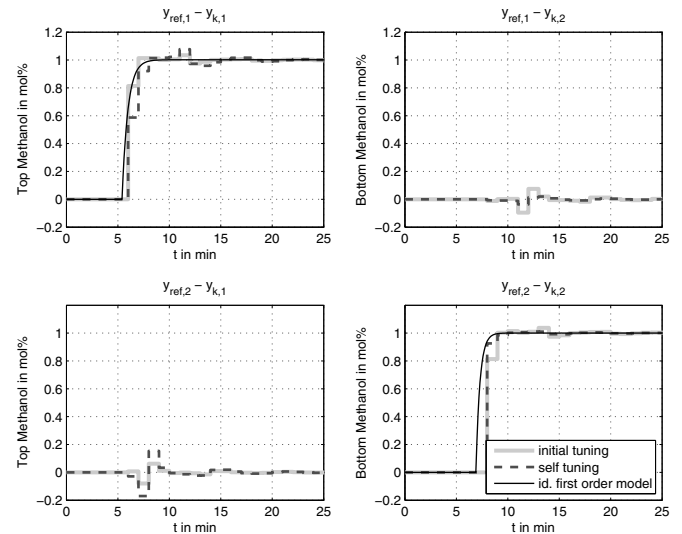 y_ref,1 − y_k,1
Top Methanol in mol%
1.2
1
0.8
0.6
0.4
0.2
0
−0.2
0 5 10 15 20 25
t in min
y_ref,1 − y_k,2
Bottom Methanol in mol%
1.2
1
0.8
0.6
0.4
0.2
0
−0.2
0 5 10 15 20 25
t in min
y_ref,2 − y_k,1
Top Methanol in mol%
1
0.8
0.6
0.4
0.2
0
−0.2
0 5 10 15 20 25
t in min
y_ref,2 − y_k,2
Bottom Methanol in mol%
1
0.8
0.6
0.4
0.2
0
−0.2
0 5 10 15 20 25
t in min
initial tuning
self tuning
id. first order model